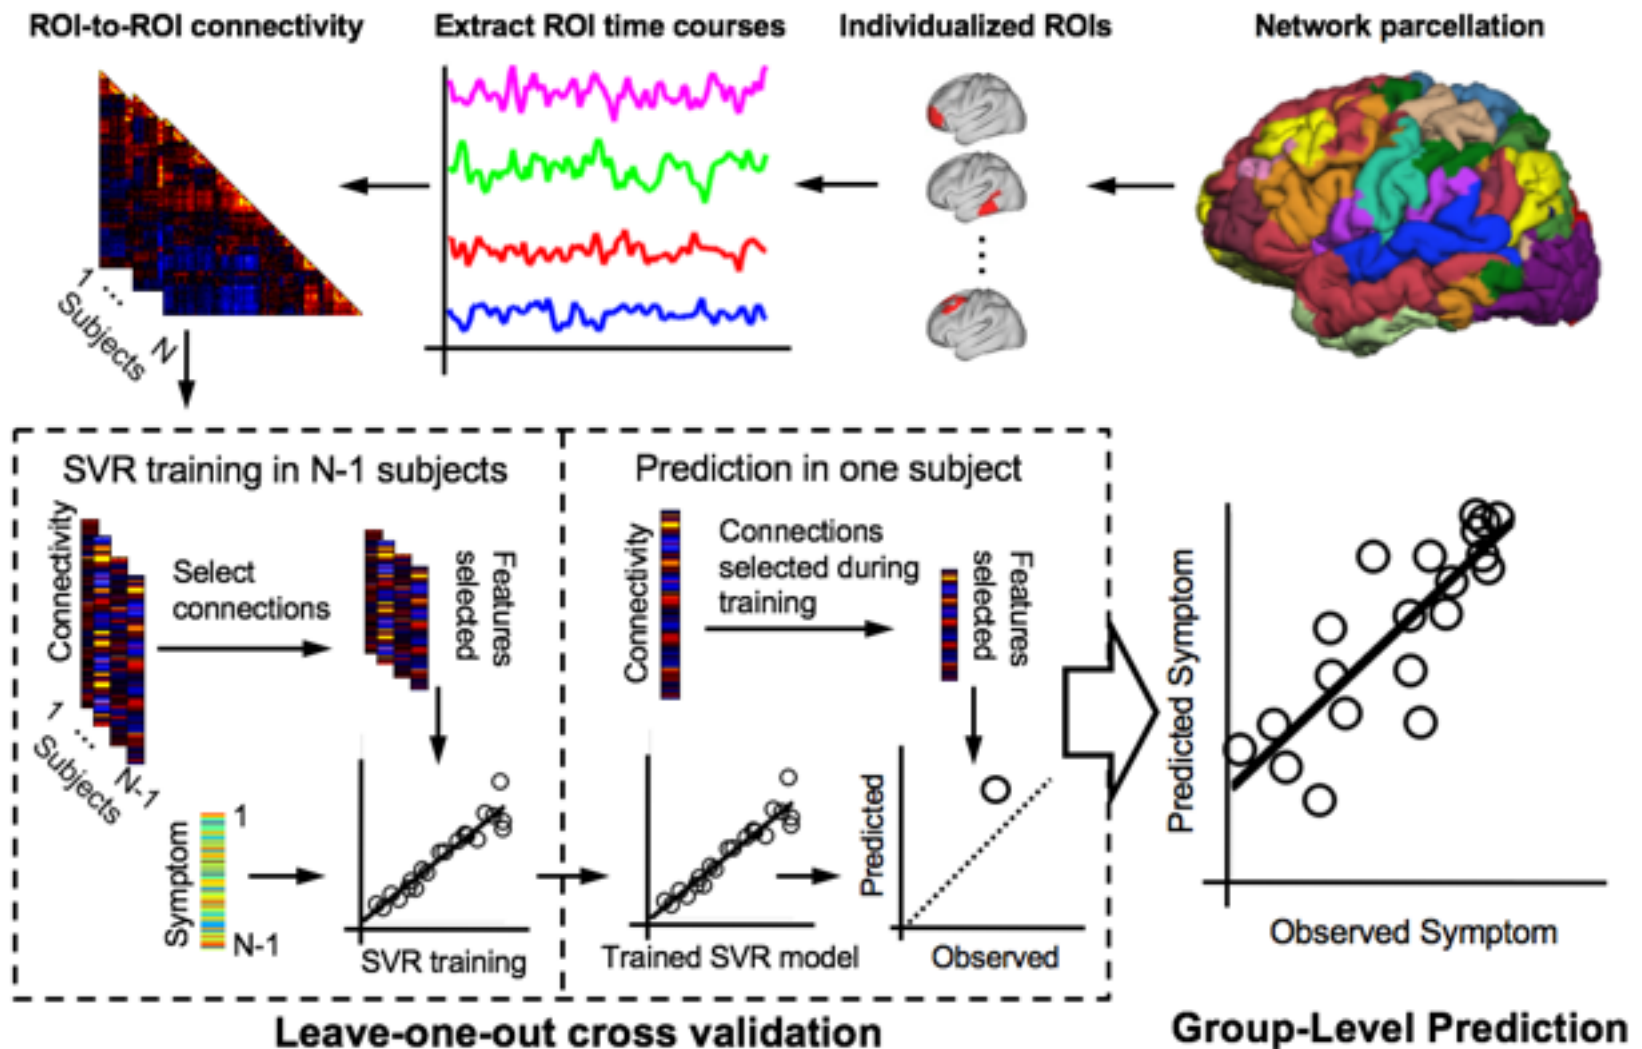 ROI-to-ROI connectivity
Extract ROI time courses
Individualized ROIs
Network parcellation
1 ... N
Subjects
SVR training in N-1 subjects
Connectivity
Select
connections
Features
selected
1 ... N-1
Subjects
Symptom
1
N-1
SVR training
Prediction in one subject
Connectivity
Connections
selected during
training
Features
selected
Trained SVR model
Predicted
Observed
Leave-one-out cross validation
Predicted Symptom
Observed Symptom
Group-Level Prediction